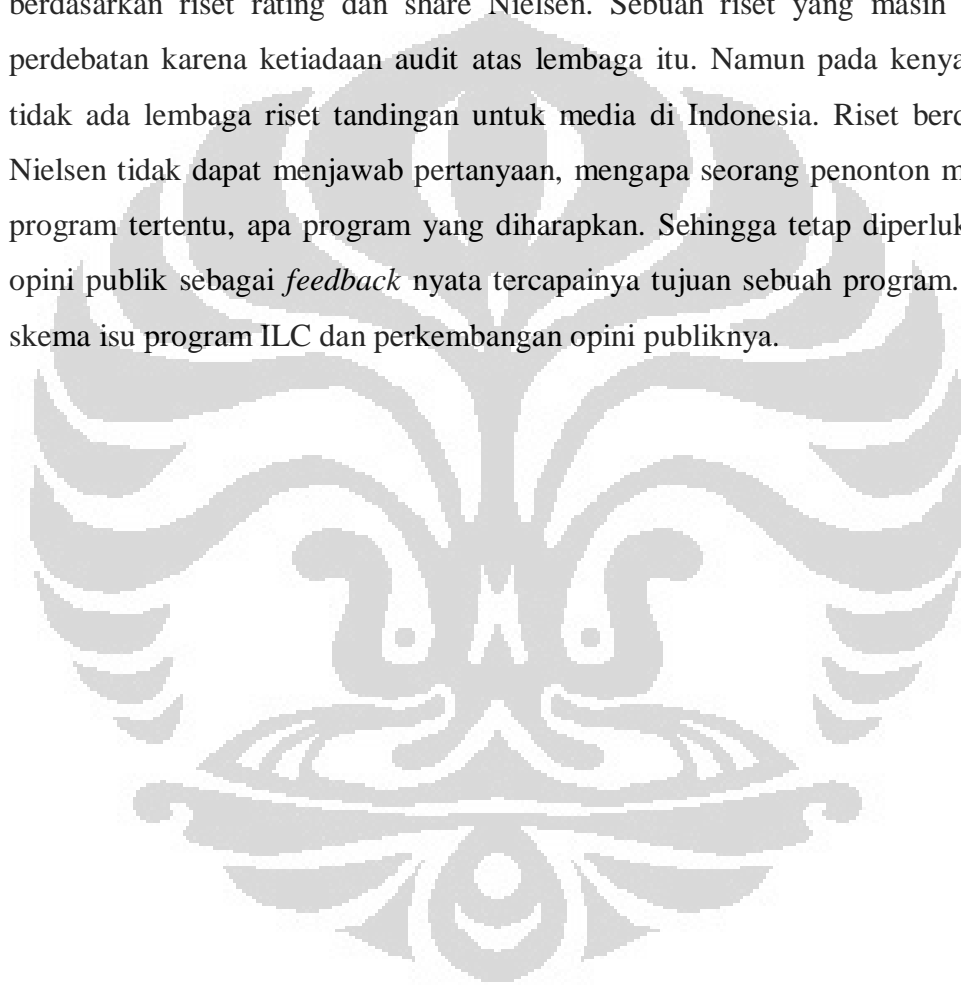 berdasarkan riset rating dan share Nielsen. Sebuah riset yang masih
perdebatan karena ketiadaan audit atas lembaga itu. Namun pada kenya
tidak ada lembaga riset tandingan untuk media di Indonesia. Riset berd
Nielsen tidak dapat menjawab pertanyaan, mengapa seorang penonton m
program tertentu, apa program yang diharapkan. Sehingga tetap diperluk
opini publik sebagai feedback nyata tercapainya tujuan sebuah program.
skema isu program ILC dan perkembangan opini publiknya.